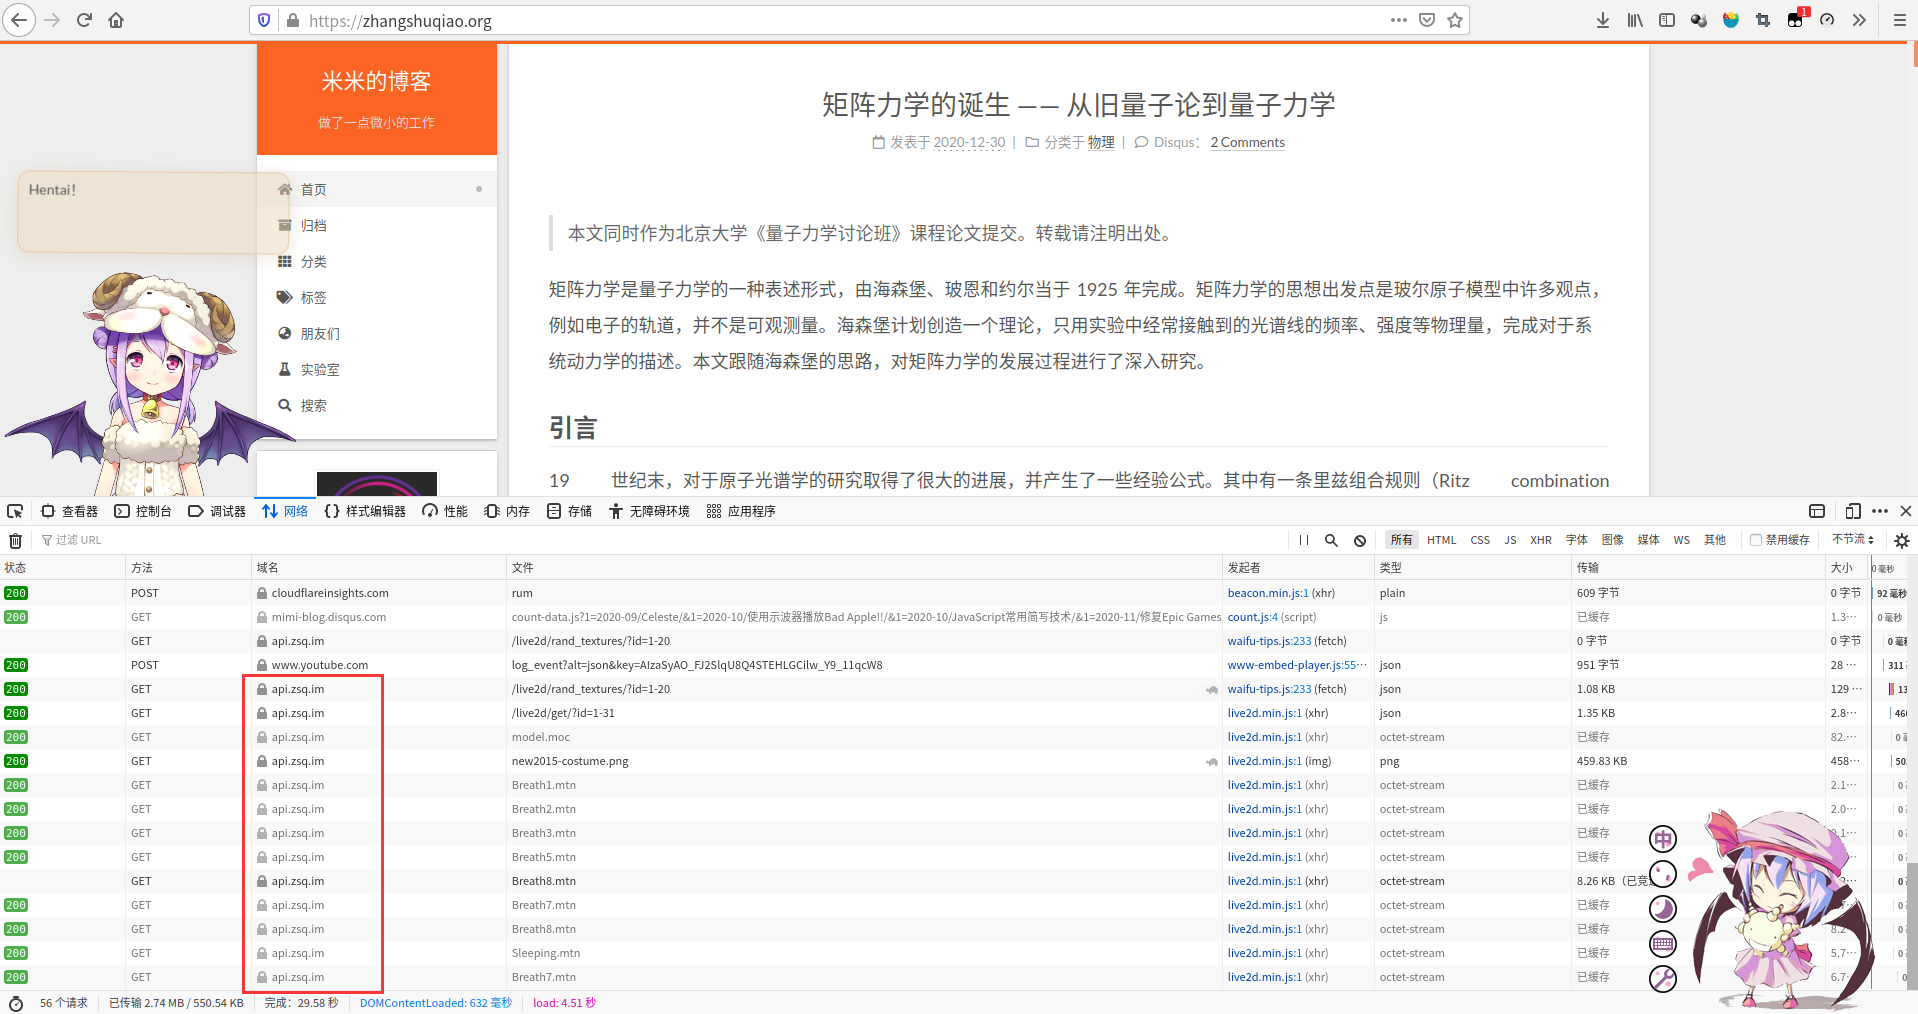 https://zhangshuqiao.org
1
米米的博客
做了一点微小的工作
Hentai!
首页
归档
分类
标签
朋友们
实验室
搜索
矩阵力学的诞生 —— 从旧量子论到量子力学
发表于 2020-12-30 | 分类于 物理 | Disqus: 2 Comments
本文同时作为北京大学《量子力学讨论班》课程论文提交。转载请注明出处。
矩阵力学是量子力学的一种表述形式，由海森堡、玻恩和约尔当于 1925 年完成。矩阵力学的思想出发点是玻尔原子模型中许多观点，
例如电子的轨道，并不是可观测量。海森堡计划创造一个理论，只用实验中经常接触到的光谱线的频率、强度等物理量，完成对于系
统动力学的描述。本文跟随海森堡的思路，对矩阵力学的发展过程进行了深入研究。
引言
19 世纪末，对于原子光谱学的研究取得了很大的进展，并产生了一些经验公式。其中有一条里兹组合规则（Ritz combination
查看器 控制台 调试器 网络 样式编辑器 性能 内存 存储 无障碍环境 应用程序
过滤 URL 所有 HTML CSS JS XHR 字体 图像 媒体 WS 其他 禁用缓存 不节流
状态 方法 域名 文件 发起者 类型 传输 大小 0 毫秒
200 POST cloudflareinsights.com rum beacon.min.js:1 (xhr) plain 609 字节 0 字节 92 毫秒
200 GET mimi-blog.disqus.com count-data.js?1=2020-09/Celeste/&1=2020-10/使用示波器播放Bad Apple!!/&1=2020-10/JavaScript常用简写技术/&1=2020-11/修复Epic Games count.js:4 (script) js 已缓存 1.3… 0 毫秒
GET api.zsq.im /live2d/rand_textures/?id=1-20 waifu-tips.js:233 (fetch) 0 字节 0 字节 0 毫
200 POST www.youtube.com log_event?alt=json&key=AIzaSyAO_FJ2SlqU8Q4STEHLGCilw_Y9_11qcW8 www-embed-player.js:55… json 951 字节 28 … 311
200 GET api.zsq.im /live2d/rand_textures/?id=1-20 waifu-tips.js:233 (fetch) json 1.08 KB 129 … 13
200 GET api.zsq.im /live2d/get/?id=1-31 live2d.min.js:1 (xhr) json 1.35 KB 2.8… 46
200 GET api.zsq.im model.moc live2d.min.js:1 (xhr) octet-stream 已缓存 82.… 0
200 GET api.zsq.im new2015-costume.png live2d.min.js:1 (img) png 459.83 KB 458… 50
200 GET api.zsq.im Breath1.mtn live2d.min.js:1 (xhr) octet-stream 已缓存 2.1… 0
200 GET api.zsq.im Breath2.mtn live2d.min.js:1 (xhr) octet-stream 已缓存 2.0… 0
200 GET api.zsq.im Breath3.mtn live2d.min.js:1 (xhr) octet-stream 已缓存 0
200 GET api.zsq.im Breath5.mtn live2d.min.js:1 (xhr) octet-stream 已缓存 0
GET api.zsq.im Breath8.mtn live2d.min.js:1 (xhr) octet-stream 8.26 KB 0
200 GET api.zsq.im Breath7.mtn live2d.min.js:1 (xhr) octet-stream 已缓存 0
200 GET api.zsq.im Breath8.mtn live2d.min.js:1 (xhr) octet-stream 已缓存 8.2 0
200 GET api.zsq.im Sleeping.mtn live2d.min.js:1 (xhr) octet-stream 已缓存 5.7… 0
200 GET api.zsq.im Breath7.mtn live2d.min.js:1 (xhr) octet-stream 已缓存 6.7… 0
中
56 个请求 已传输 2.74 MB / 550.54 KB 完成：29.58 秒 DOMContentLoaded: 632 毫秒 load: 4.51 秒